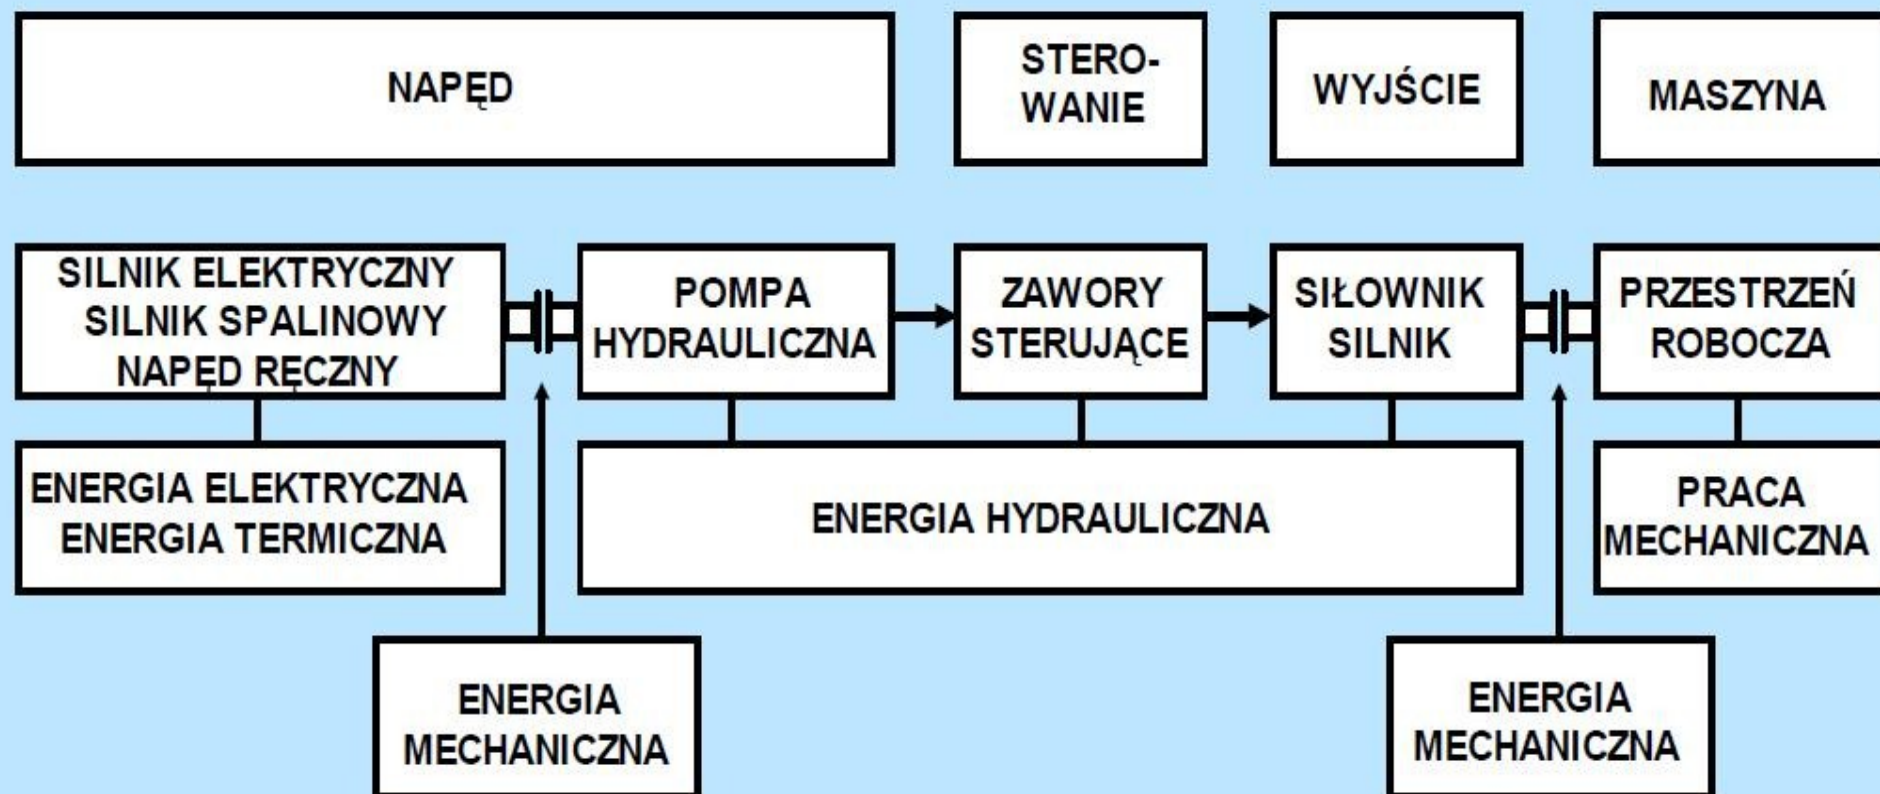 NAPĘD
STERO-
WANIE
WYJŚCIE
MASZYNA
SILNIK ELEKTRYCZNY
SILNIK SPALINOWY
NAPĘD RĘCZNY
POMPA
HYDRAULICZNA
ZAWORY
STERUJĄCE
SIŁOWNIK
SILNIK
PRZESTRZEŃ
ROBOCZA
ENERGIA ELEKTRYCZNA
ENERGIA TERMICZNA
ENERGIA HYDRAULICZNA
PRACA
MECHANICZNA
ENERGIA
MECHANICZNA
ENERGIA
MECHANICZNA